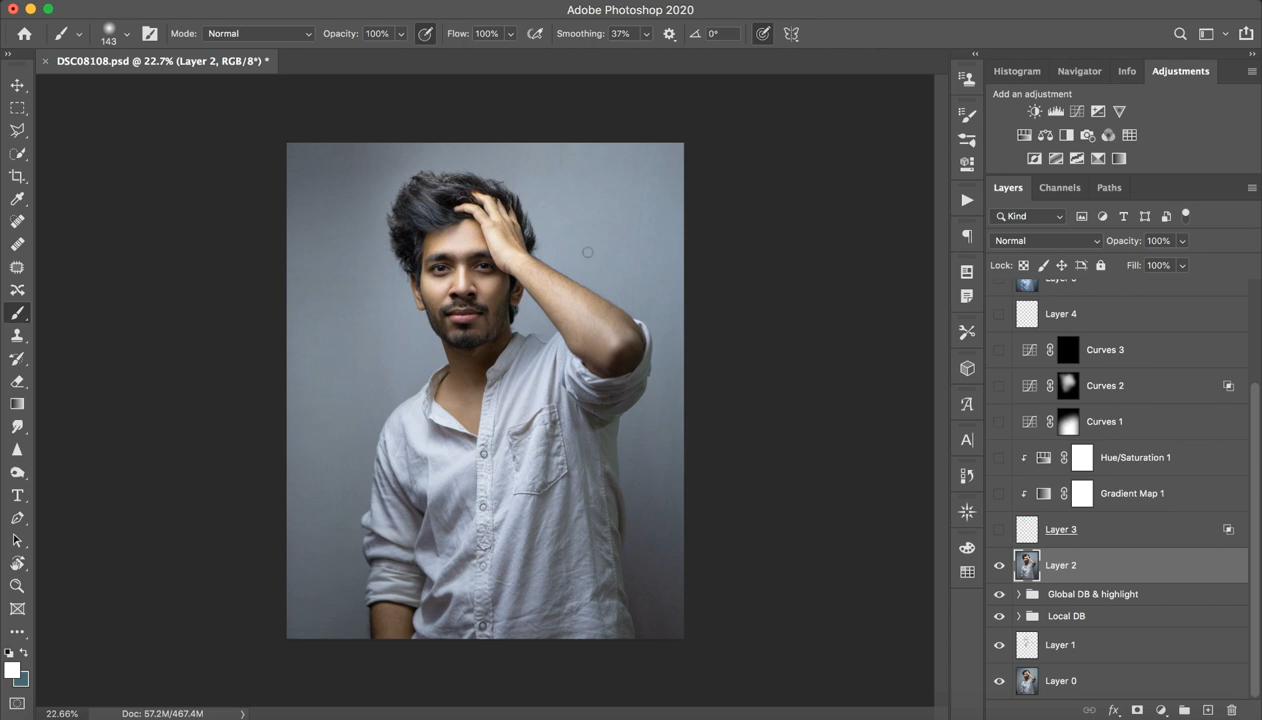 Adobe Photoshop 2020
143 Mode: Normal Opacity: 100% Flow: 100% Smoothing: 37% 0°
DSC08108.psd @ 22.7% (Layer 2, RGB/8*) *
Histogram Navigator Info Adjustments
Add an adjustment
Layers Channels Paths
Kind
Normal Opacity: 100%
Lock: Fill: 100%
Layer 4
Curves 3
Curves 2
Curves 1
Hue/Saturation 1
Gradient Map 1
Layer 3
Layer 2
Global DB & highlight
Local DB
Layer 1
Layer 0
22.66% Doc: 57.2M/467.4M